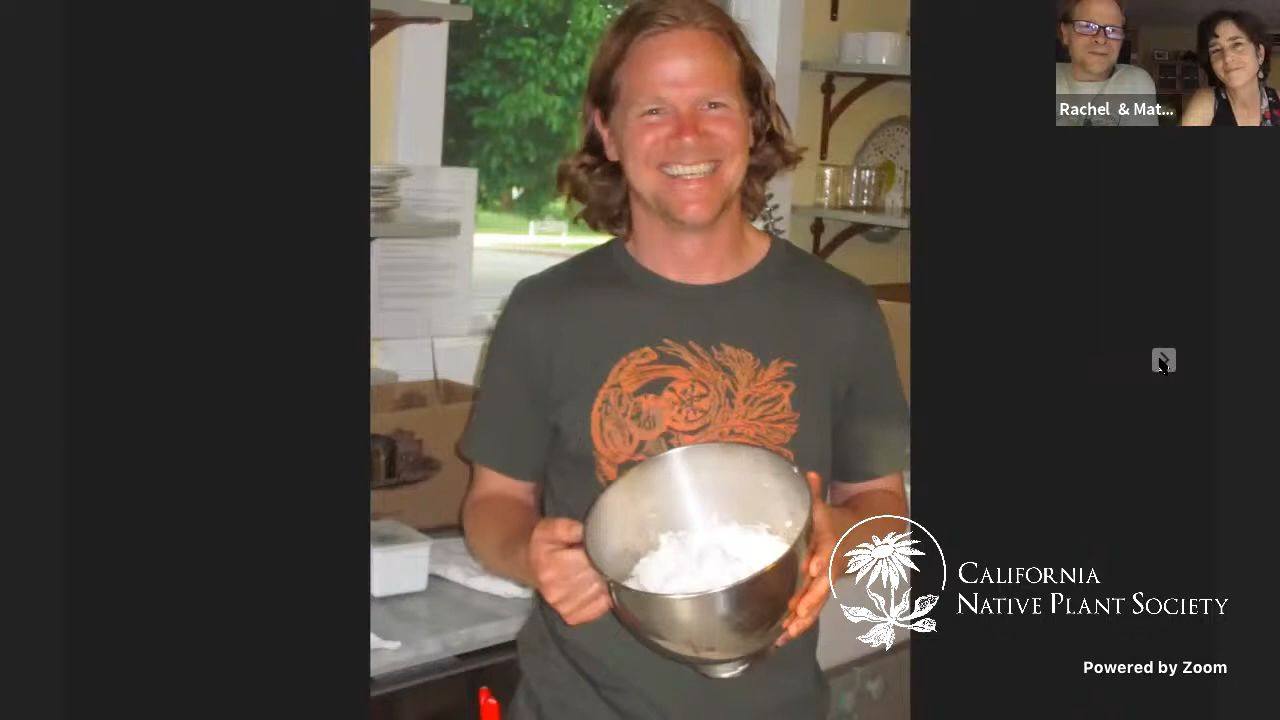 Rachel & Mat...
CALIFORNIA
NATIVE PLANT SOCIETY
Powered by Zoom